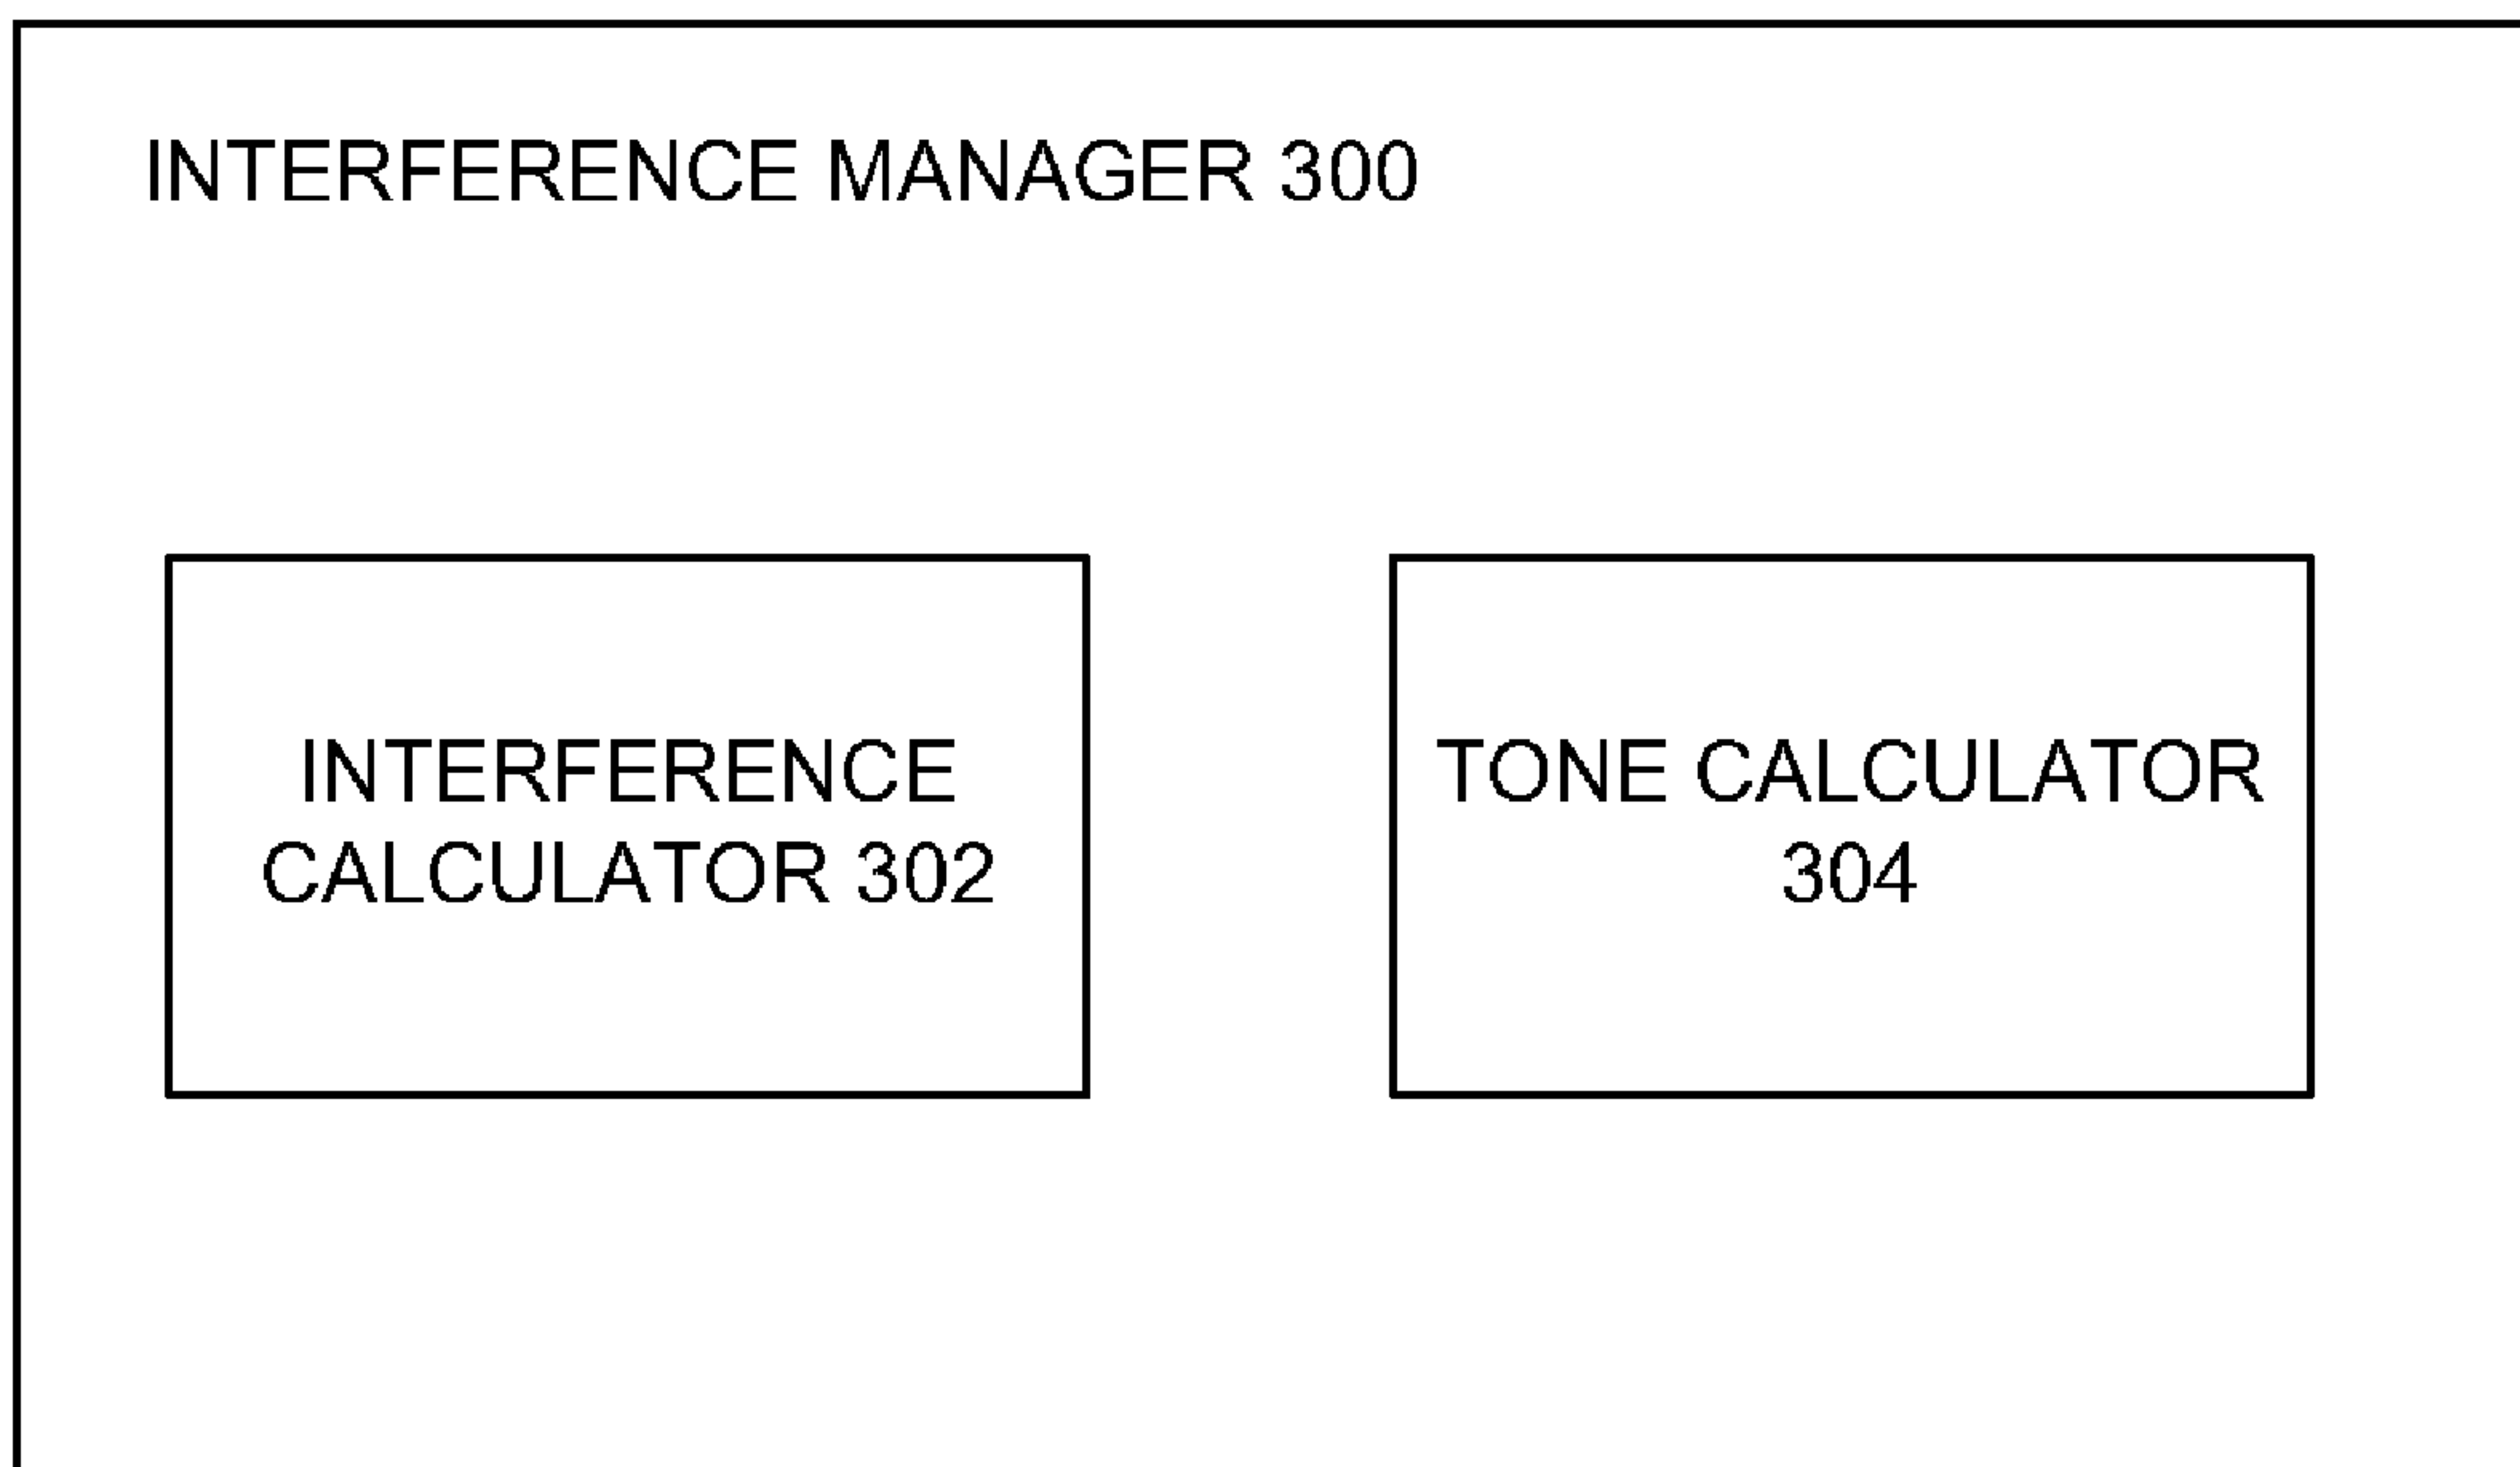 INTERFERENCE MANAGER 300
INTERFERENCE
CALCULATOR 302
TONE CALCULATOR
304